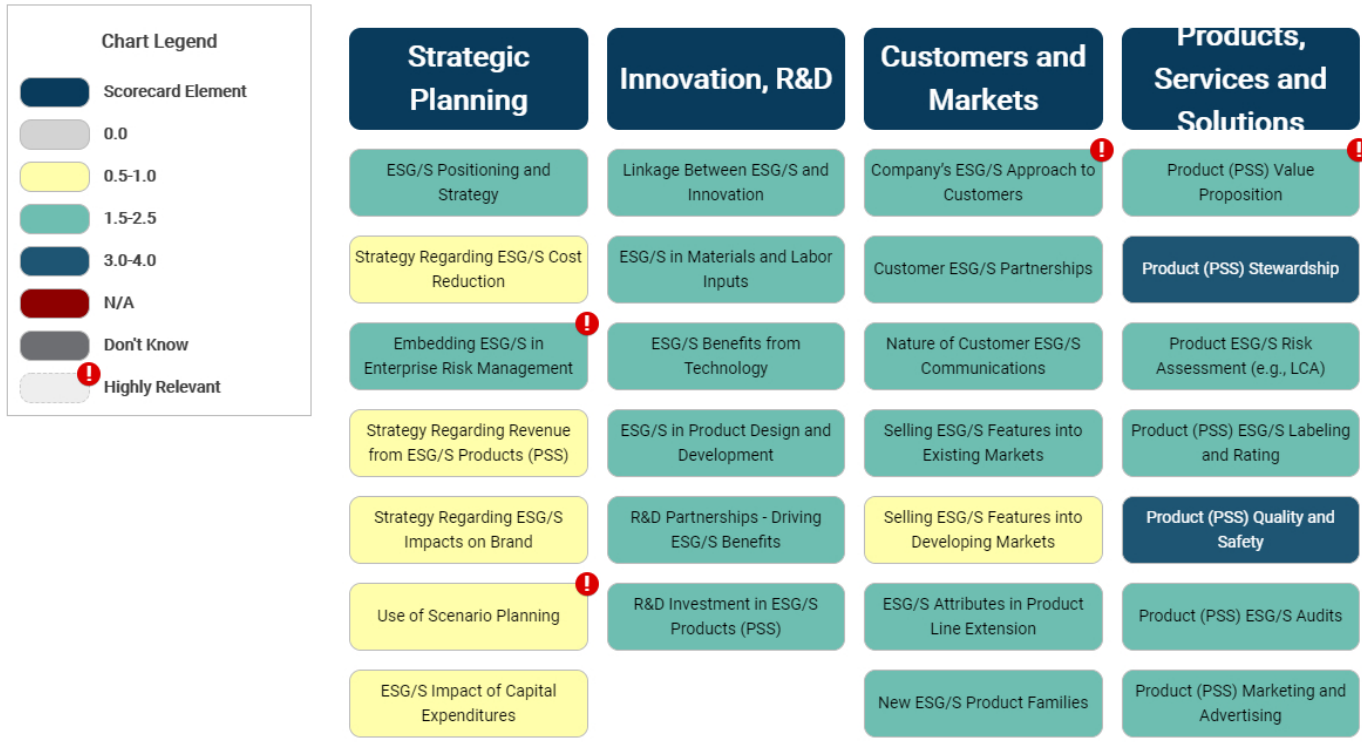 Chart Legend
Scorecard Element
0.0
0.5-1.0
1.5-2.5
3.0-4.0
N/A
Don't Know
!
Highly Relevant
Strategic
Planning
ESG/S Positioning and
Strategy
Strategy Regarding ESG/S Cost
Reduction
!
Embedding ESG/S in
Enterprise Risk Management
Strategy Regarding Revenue
from ESG/S Products (PSS)
Strategy Regarding ESG/S
Impacts on Brand
!
Use of Scenario Planning
ESG/S Impact of Capital
Expenditures
Innovation, R&D
Linkage Between ESG/S and
Innovation
ESG/S in Materials and Labor
Inputs
ESG/S Benefits from
Technology
ESG/S in Product Design and
Development
R&D Partnerships - Driving
ESG/S Benefits
R&D Investment in ESG/S
Products (PSS)
Customers and
Markets
!
Company's ESG/S Approach to
Customers
Customer ESG/S Partnerships
Nature of Customer ESG/S
Communications
Selling ESG/S Features into
Existing Markets
Selling ESG/S Features into
Developing Markets
ESG/S Attributes in Product
Line Extension
New ESG/S Product Families
Products,
Services and
Solutions
!
Product (PSS) Value
Proposition
Product (PSS) Stewardship
Product ESG/S Risk
Assessment (e.g., LCA)
Product (PSS) ESG/S Labeling
and Rating
Product (PSS) Quality and
Safety
Product (PSS) ESG/S Audits
Product (PSS) Marketing and
Advertising